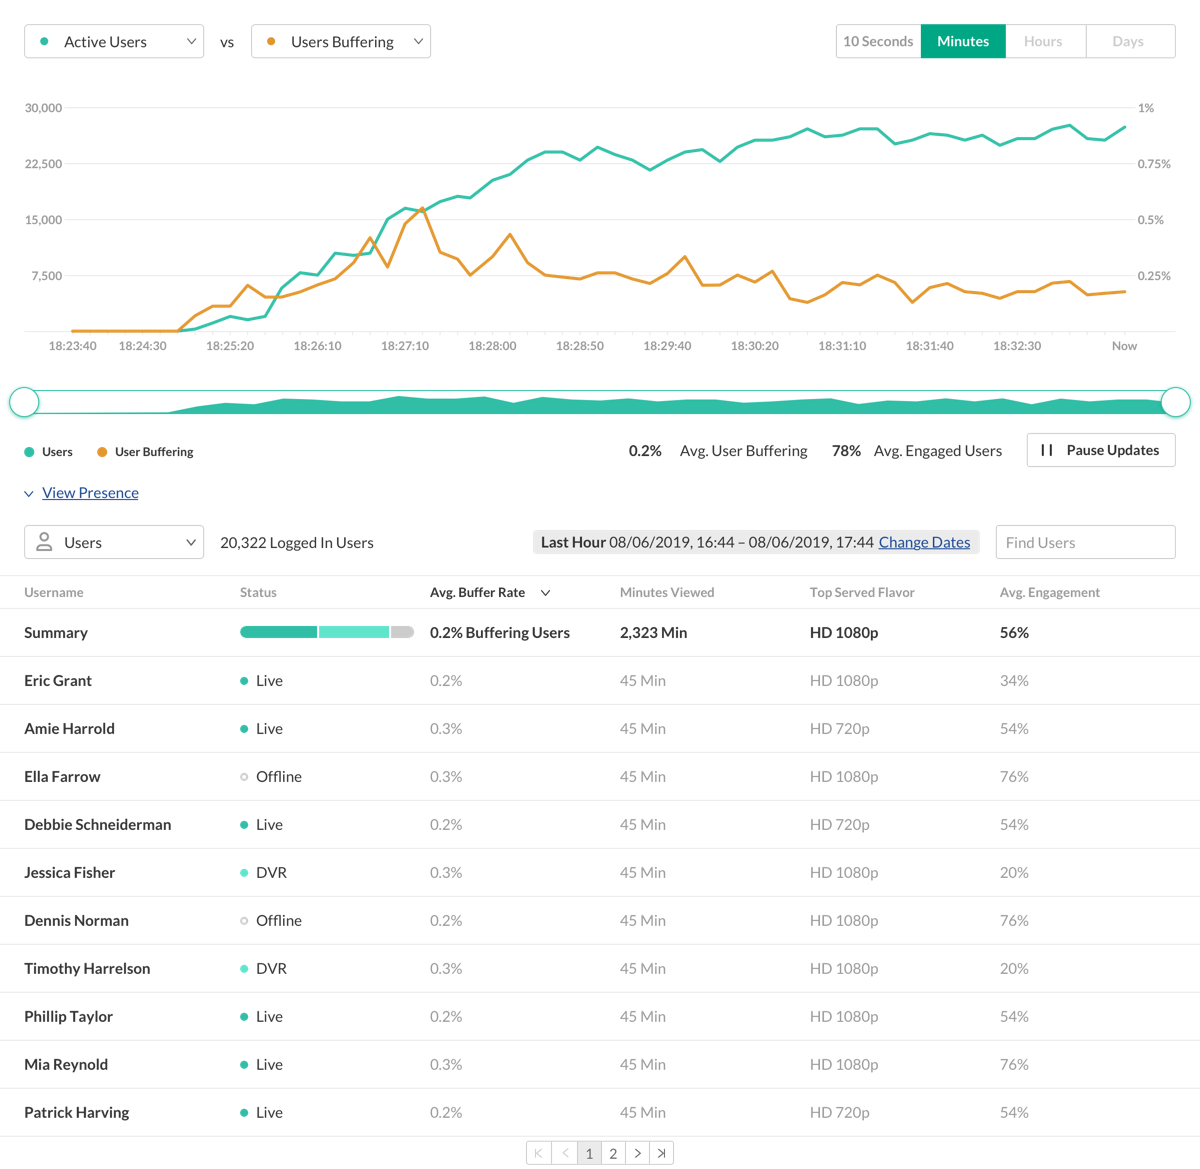 Active Users vs Users Buffering 10 Seconds Minutes Hours Days
30,000 1%
22,500 0.75%
15,000 0.5%
7,500 0.25%
18:23:40 18:24:30 18:25:20 18:26:10 18:27:10 18:28:00 18:28:50 18:29:40 18:30:20 18:31:10 18:31:40 18:32:30 Now
Users User Buffering 0.2% Avg. User Buffering 78% Avg. Engaged Users Pause Updates
View Presence
Users 20,322 Logged In Users Last Hour 08/06/2019, 16:44 – 08/06/2019, 17:44 Change Dates Find Users
Username Status Avg. Buffer Rate Minutes Viewed Top Served Flavor Avg. Engagement
Summary 0.2% Buffering Users 2,323 Min HD 1080p 56%
Eric Grant Live 0.2% 45 Min HD 1080p 34%
Amie Harrold Live 0.3% 45 Min HD 720p 54%
Ella Farrow Offline 0.3% 45 Min HD 1080p 76%
Debbie Schneiderman Live 0.2% 45 Min HD 720p 54%
Jessica Fisher DVR 0.3% 45 Min HD 1080p 20%
Dennis Norman Offline 0.2% 45 Min HD 1080p 76%
Timothy Harrelson DVR 0.3% 45 Min HD 1080p 20%
Phillip Taylor Live 0.2% 45 Min HD 1080p 54%
Mia Reynold Live 0.3% 45 Min HD 1080p 76%
Patrick Harving Live 0.2% 45 Min HD 720p 54%
1 2